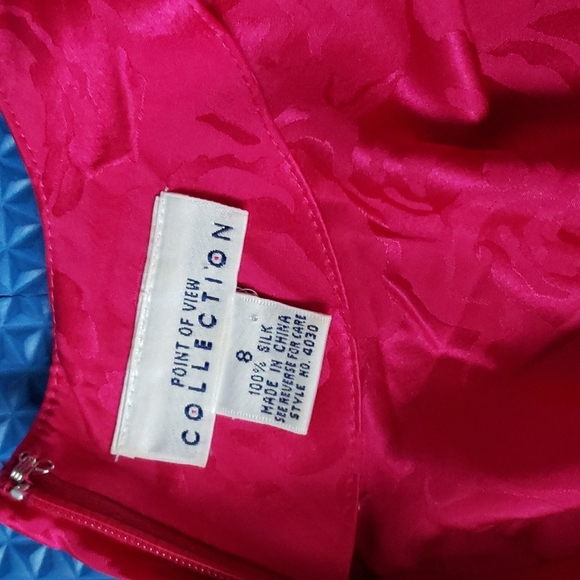 POINT OF VIEW
COLLECTION
8
100% SILK
MADE IN CHINA
SEE REVERSE FOR CARE
STYLE NO. 4030